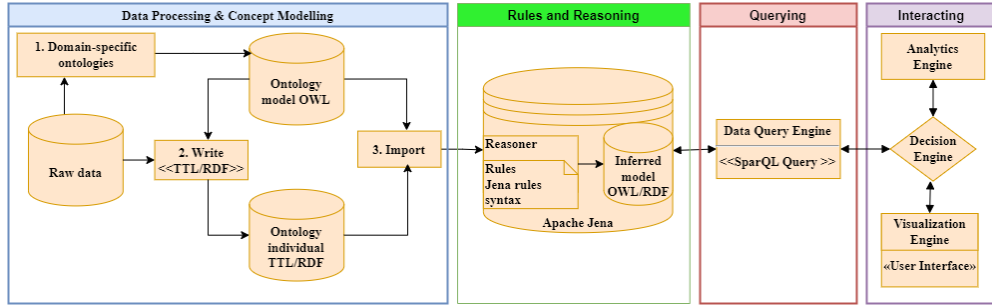 Data Processing & Concept Modelling
1. Domain-specific
ontologies
Ontology
model OWL
Raw data
2. Write
<<TTL/RDF>>
3. Import
Ontology
individual
TTL/RDF
Rules and Reasoning
Reasoner
Rules
Jena rules
syntax
Inferred
model
OWL/RDF
Apache Jena
Querying
Data Query Engine
<<SparQL Query >>
Interacting
Analytics
Engine
Decision
Engine
Visualization
Engine
«User Interface»